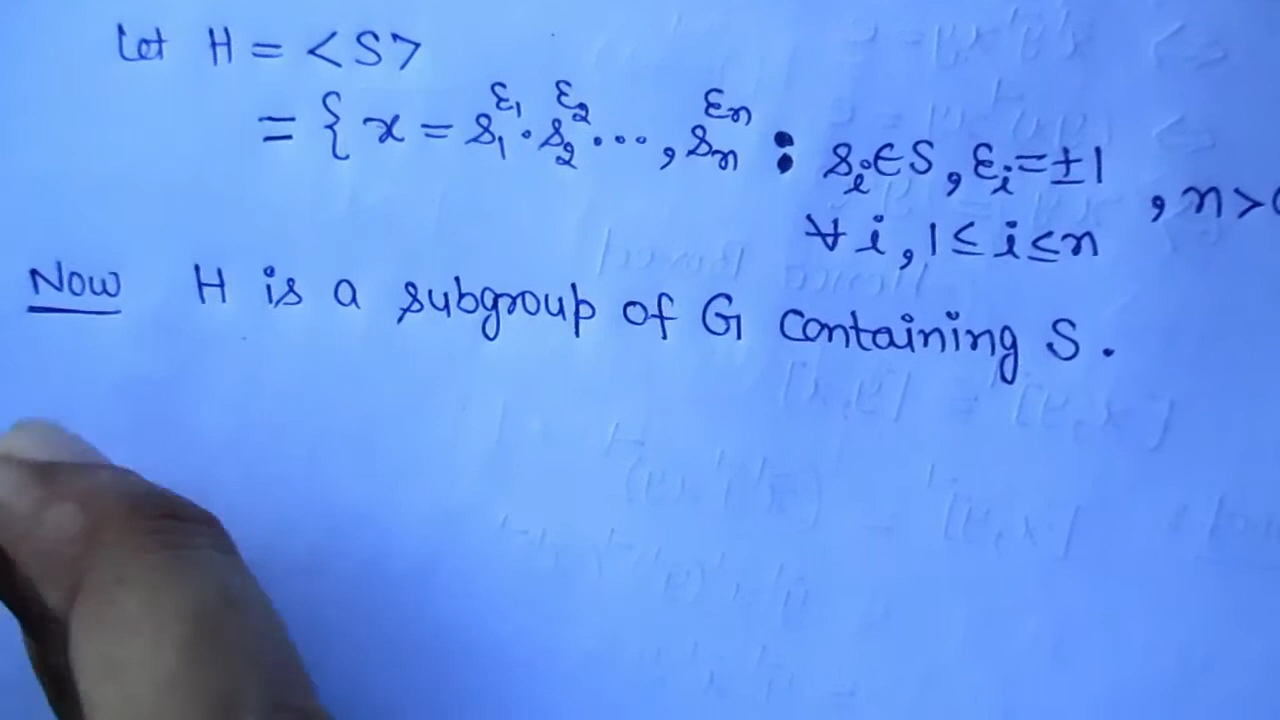 Let H = <S>
= { x = s₁^ε₁ · s₂^ε₂ ⋯ , sₙ^εₙ : sᵢ ∈ S , εᵢ = ±1 , n >
∀ i , 1 ≤ i ≤ n
Now H is a subgroup of G containing S .